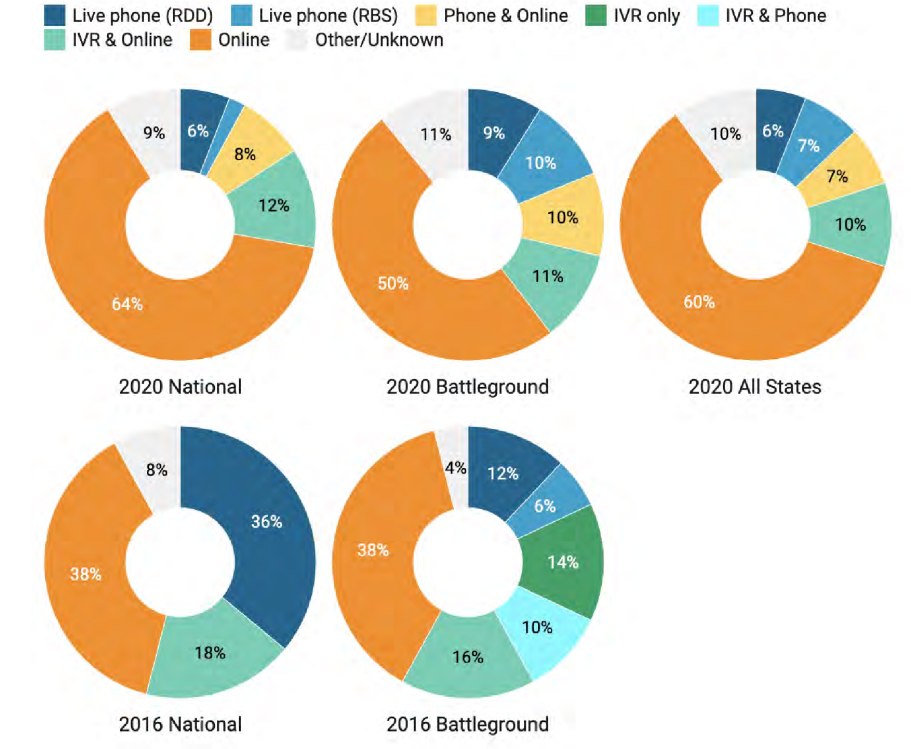 Live phone (RDD) Live phone (RBS) Phone & Online IVR only IVR & Phone
IVR & Online Online Other/Unknown
9% 6% 8% 12% 64%
11% 9% 10% 10% 11% 50%
10% 6% 7% 7% 10% 60%
2020 National 2020 Battleground 2020 All States
8% 36% 18% 38%
4% 12% 6% 14% 10% 16% 38%
2016 National 2016 Battleground